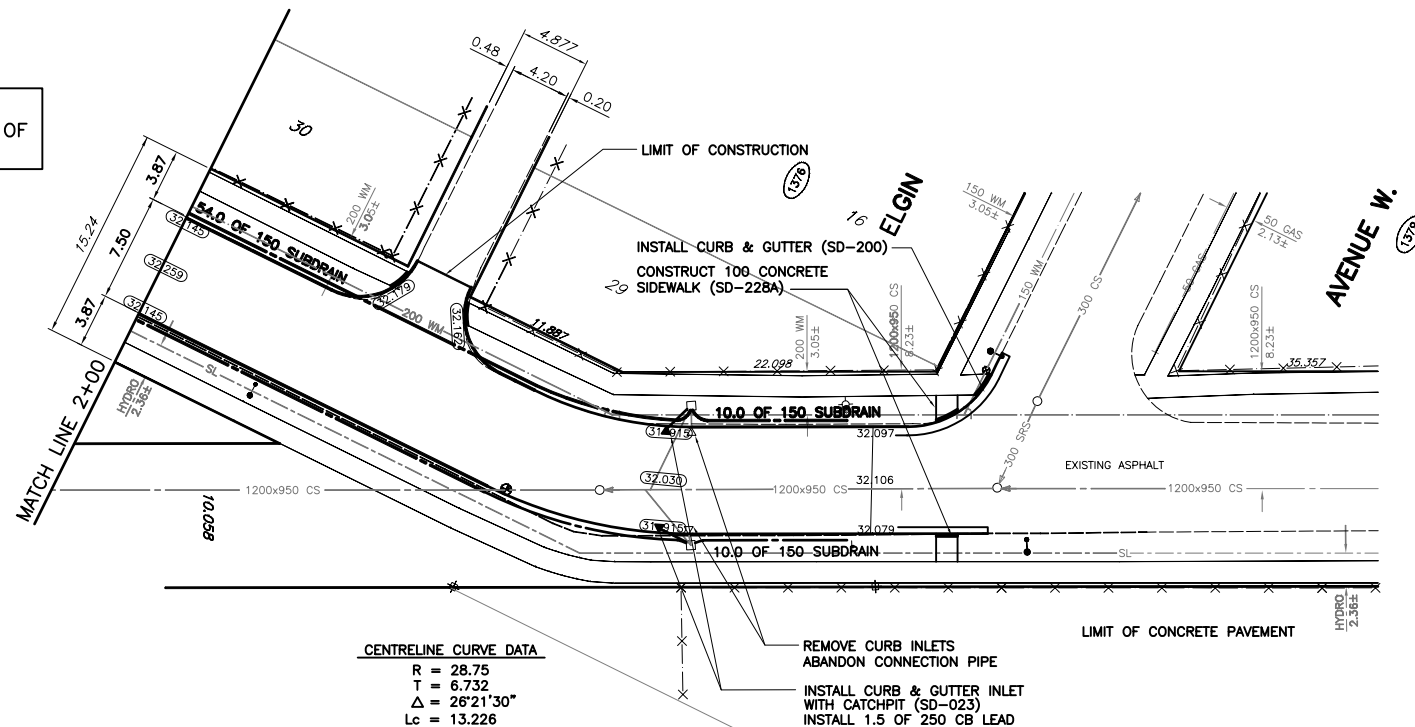 OF
0.48
4.877
4.20
0.20
30
LIMIT OF CONSTRUCTION
1376
ELGIN
16
150 WM
3.05±
50 GAS
2.13±
AVENUE W.
1379
3.87
15.24
7.50
3.87
32.145
32.259
32.145
54.0 OF 150 SUBDRAIN
200 WM
3.05±
32.179
200 WM
32.162
11.887
29
INSTALL CURB & GUTTER (SD-200)
CONSTRUCT 100 CONCRETE
SIDEWALK (SD-228A)
150 WM
300 CS
50 GAS
200 WM
3.05±
1200x950 CS
8.23±
1200x950 CS
8.23±
22.098
35.357
MATCH LINE 2+00
HYDRO
2.36±
SL
10.0 OF 150 SUBDRAIN
32.097
32.030
32.106
300 SRS
EXISTING ASPHALT
1200x950 CS
1200x950 CS
1200x950 CS
10.058
32.079
10.0 OF 150 SUBDRAIN
SL
HYDRO
2.36±
LIMIT OF CONCRETE PAVEMENT
CENTRELINE CURVE DATA
R = 28.75
T = 6.732
Δ = 26°21'30"
Lc = 13.226
REMOVE CURB INLETS
ABANDON CONNECTION PIPE
INSTALL CURB & GUTTER INLET
WITH CATCHPIT (SD-023)
INSTALL 1.5 OF 250 CB LEAD